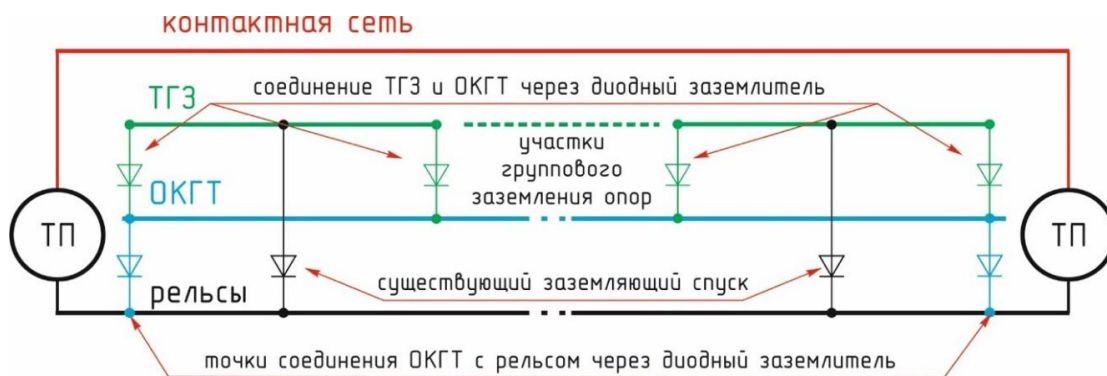 контактная сеть
соединение ТГЗ и ОКГТ через диодный заземлитель
ТГЗ
участки
группового
заземления опор
ОКГТ
ТП
ТП
существующий заземляющий спуск
рельсы
точки соединения ОКГТ с рельсом через диодный заземлитель